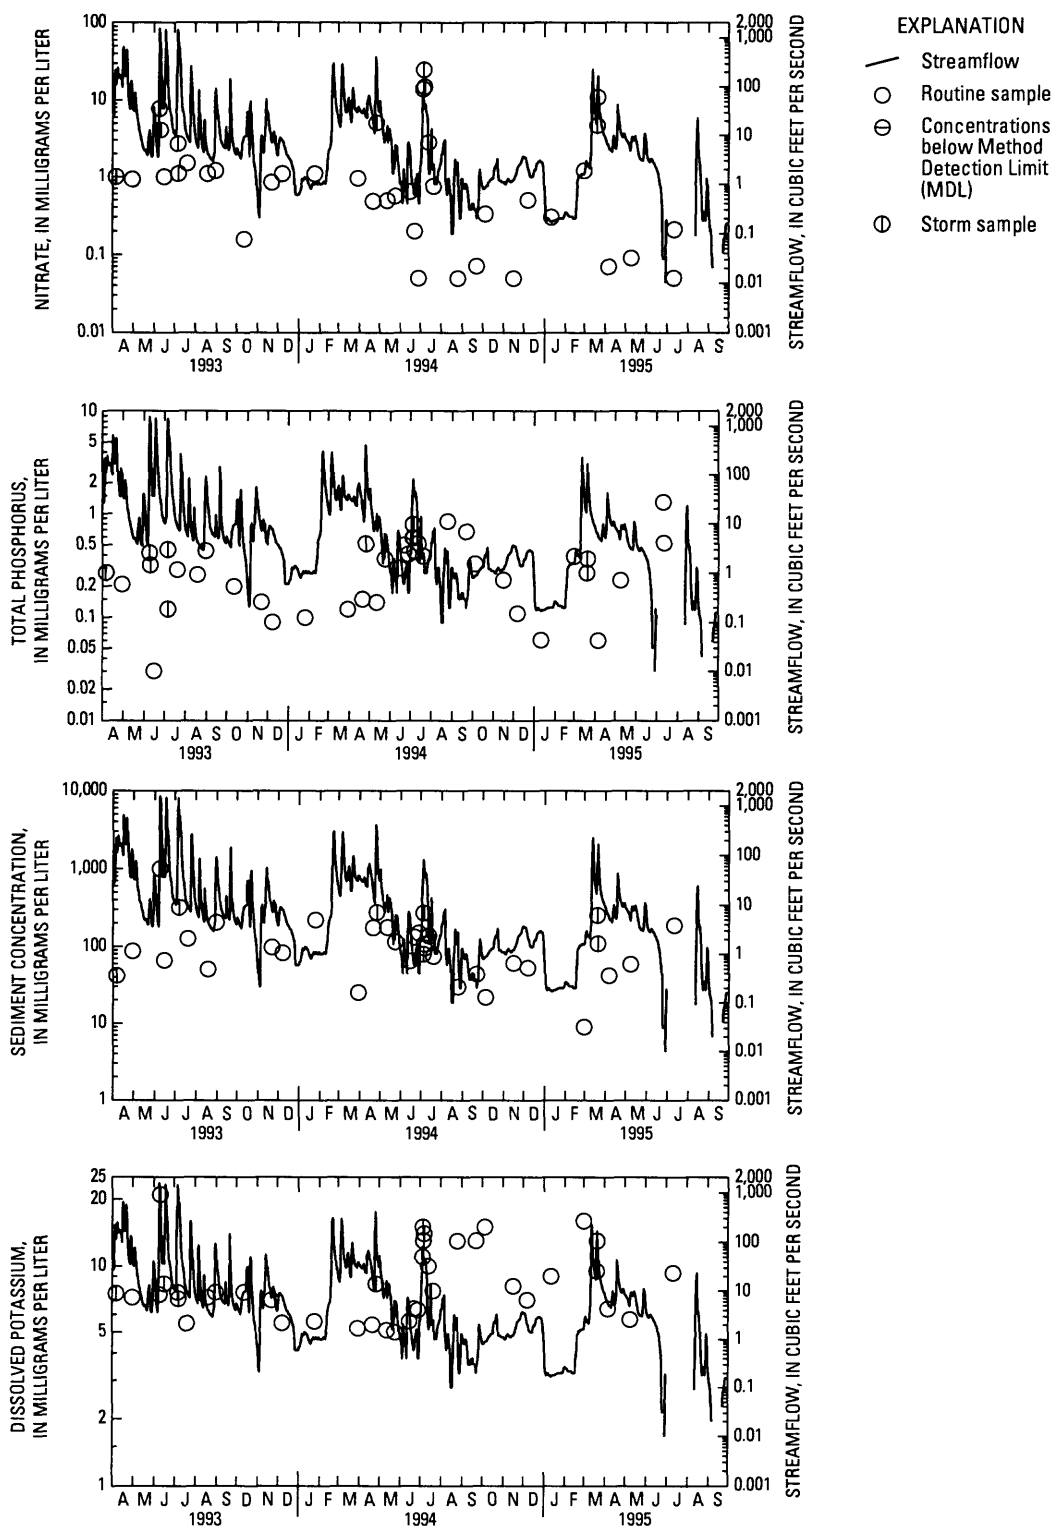 EXPLANATION
Streamflow
Routine sample
Concentrations
below Method
Detection Limit
(MDL)
Storm sample
NITRATE, IN MILLIGRAMS PER LITER
100
10
1
0.1
0.01
2,000
1,000
100
10
1
0.1
0.01
0.001
STREAMFLOW, IN CUBIC FEET PER SECOND
A M J J A S O N D J F M A M J J A S O N D J F M A M J J A S
1993 1994 1995
TOTAL PHOSPHORUS,
IN MILLIGRAMS PER LITER
10
5
2
1
0.5
0.2
0.1
0.05
0.02
0.01
2,000
1,000
100
10
1
0.1
0.01
0.001
STREAMFLOW, IN CUBIC FEET PER SECOND
A M J J A S O N D J F M A M J J A S O N D J F M A M J J A S
1993 1994 1995
SEDIMENT CONCENTRATION,
IN MILLIGRAMS PER LITER
10,000
1,000
100
10
1
2,000
1,000
100
10
1
0.1
0.01
0.001
STREAMFLOW, IN CUBIC FEET PER SECOND
A M J J A S O N D J F M A M J J A S O N D J F M A M J J A S
1993 1994 1995
DISSOLVED POTASSIUM,
IN MILLIGRAMS PER LITER
25
20
10
5
2
1
2,000
1,000
100
10
1
0.1
0.01
0.001
STREAMFLOW, IN CUBIC FEET PER SECOND
A M J J A S O N D J F M A M J J A S O N D J F M A M J J A S
1993 1994 1995